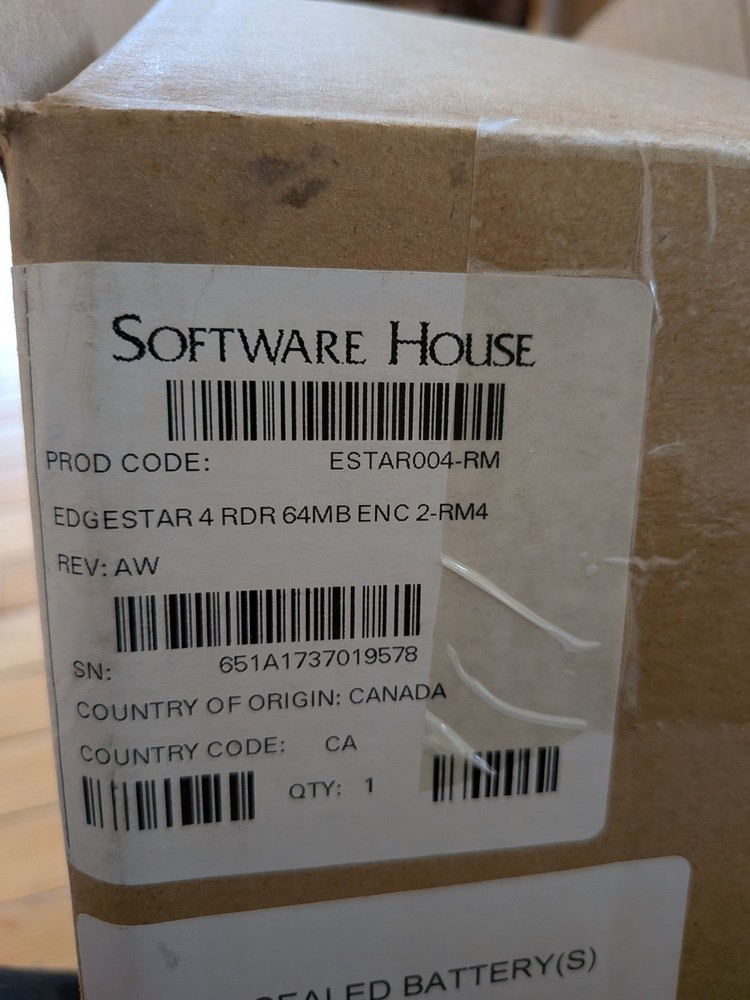 SOFTWARE HOUSE
PROD CODE: ESTAR004-RM
EDGESTAR 4 RDR 64MB ENC 2-RM4
REV: AW
SN: 651A1737019578
COUNTRY OF ORIGIN: CANADA
COUNTRY CODE: CA
QTY: 1
SEALED BATTERY(S)